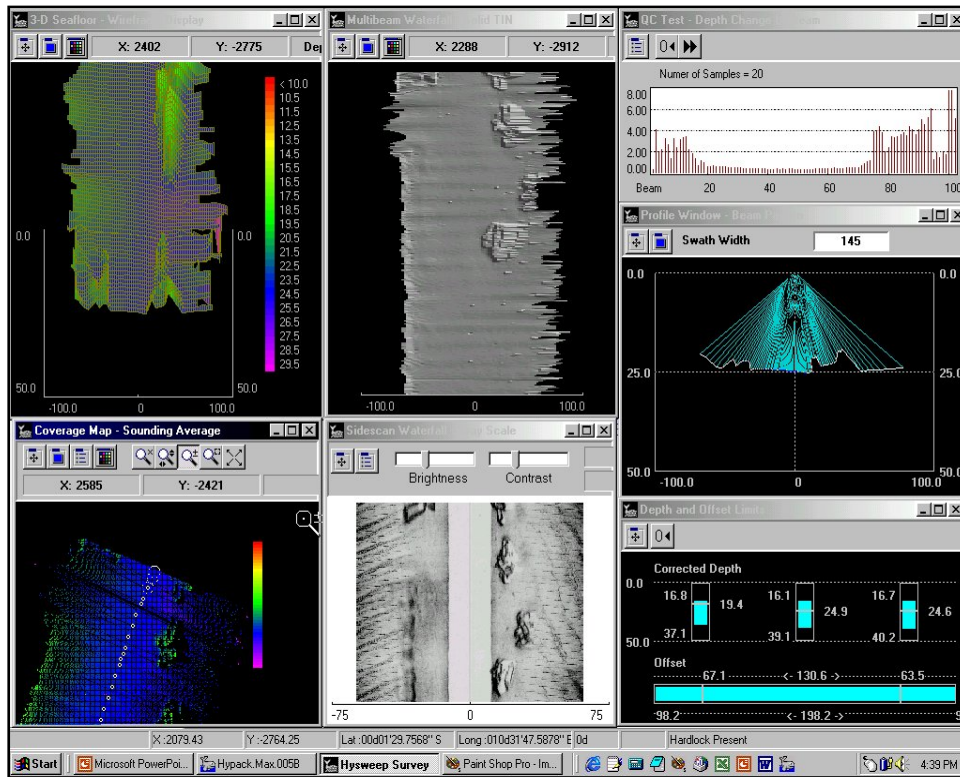 3-D Seafloor - Wireframe Display
X: 2402 Y: -2775 Dep
< 10.0
10.5
11.5
12.5
13.5
14.5
15.5
16.5
17.5
18.5
19.5
20.5
21.5
22.5
23.5
24.5
25.5
26.5
27.5
28.5
29.5
0.0 0.0
50.0 50.0
-100.0 0 100.0
Multibeam Waterfall - Solid TIN
X: 2288 Y: -2912
-100.0 0 100.0
QC Test - Depth Change
Numer of Samples = 20
8.00
6.00
4.00
2.00
0.00
Beam 20 40 60 80 100
Profile Window - Beam
Swath Width 145
0.0 0.0
25.0 25.0
50.0 50.0
-100.0 0 100.0
Coverage Map - Sounding Average
X: 2585 Y: -2421
Sidescan Waterfall Scale
Brightness Contrast
-75 0 75
Depth and Offset Limits
Corrected Depth
0.0 0.0
16.8 19.4 37.1
16.1 24.9 39.1
16.7 24.6 40.2
50.0 50.0
Offset
67.1 <- 130.6 -> 63.5
-98.2 <- 198.2 -> 9
X :2079.43 Y :-2764.25 Lat :00d01'29.7568" S Long :010d31'47.5878" E 0d Hardlock Present
Start Microsoft PowerPoi... Hypack.Max.005B Hysweep Survey Paint Shop Pro - Im... 4:39 PM